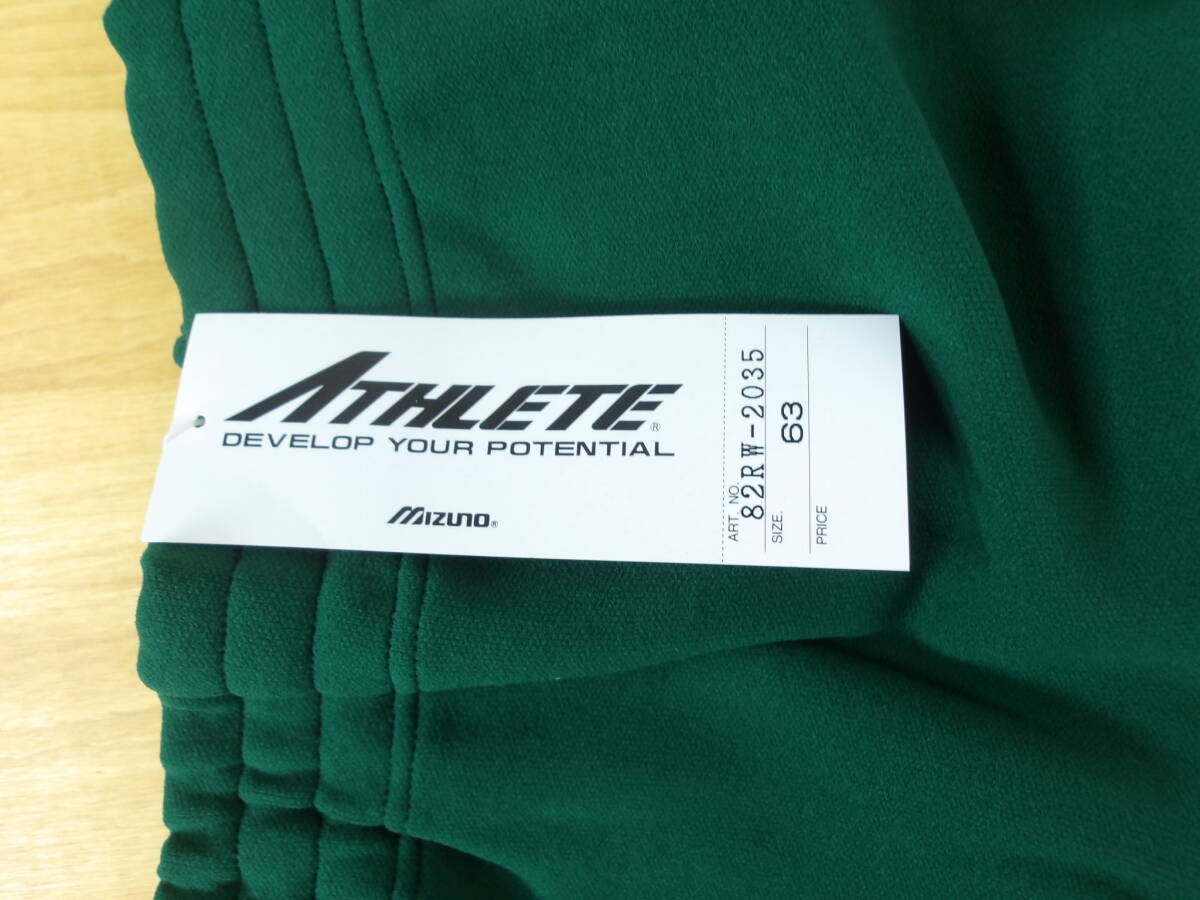 ATHLETE®
DEVELOP YOUR POTENTIAL
MIZUNO®
ART. NO.
82RW-2035
SIZE.
63
PRICE